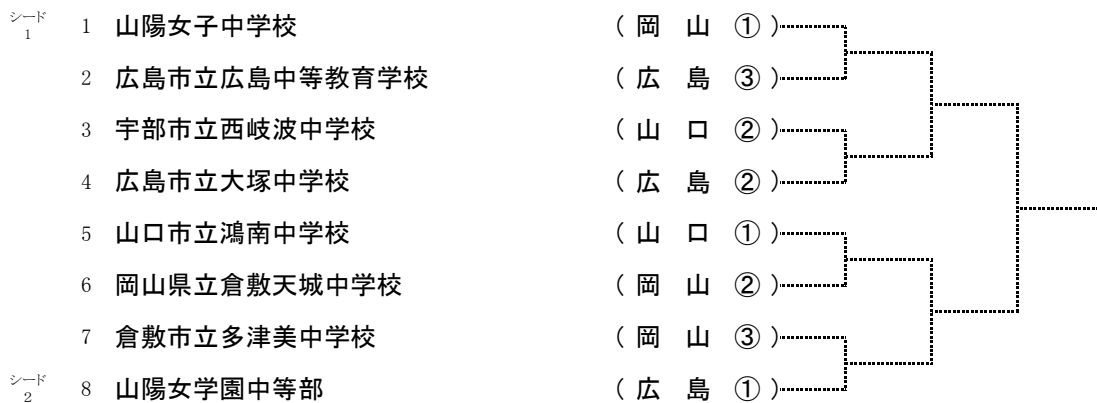 シード1 1 山陽女子中学校 (岡山①)
2 広島市立広島中等教育学校 (広島③)
3 宇部市立西岐波中学校 (山口②)
4 広島市立大塚中学校 (広島②)
5 山口市立鴻南中学校 (山口①)
6 岡山県立倉敷天城中学校 (岡山②)
7 倉敷市立多津美中学校 (岡山③)
シード2 8 山陽女学園中等部 (広島①)